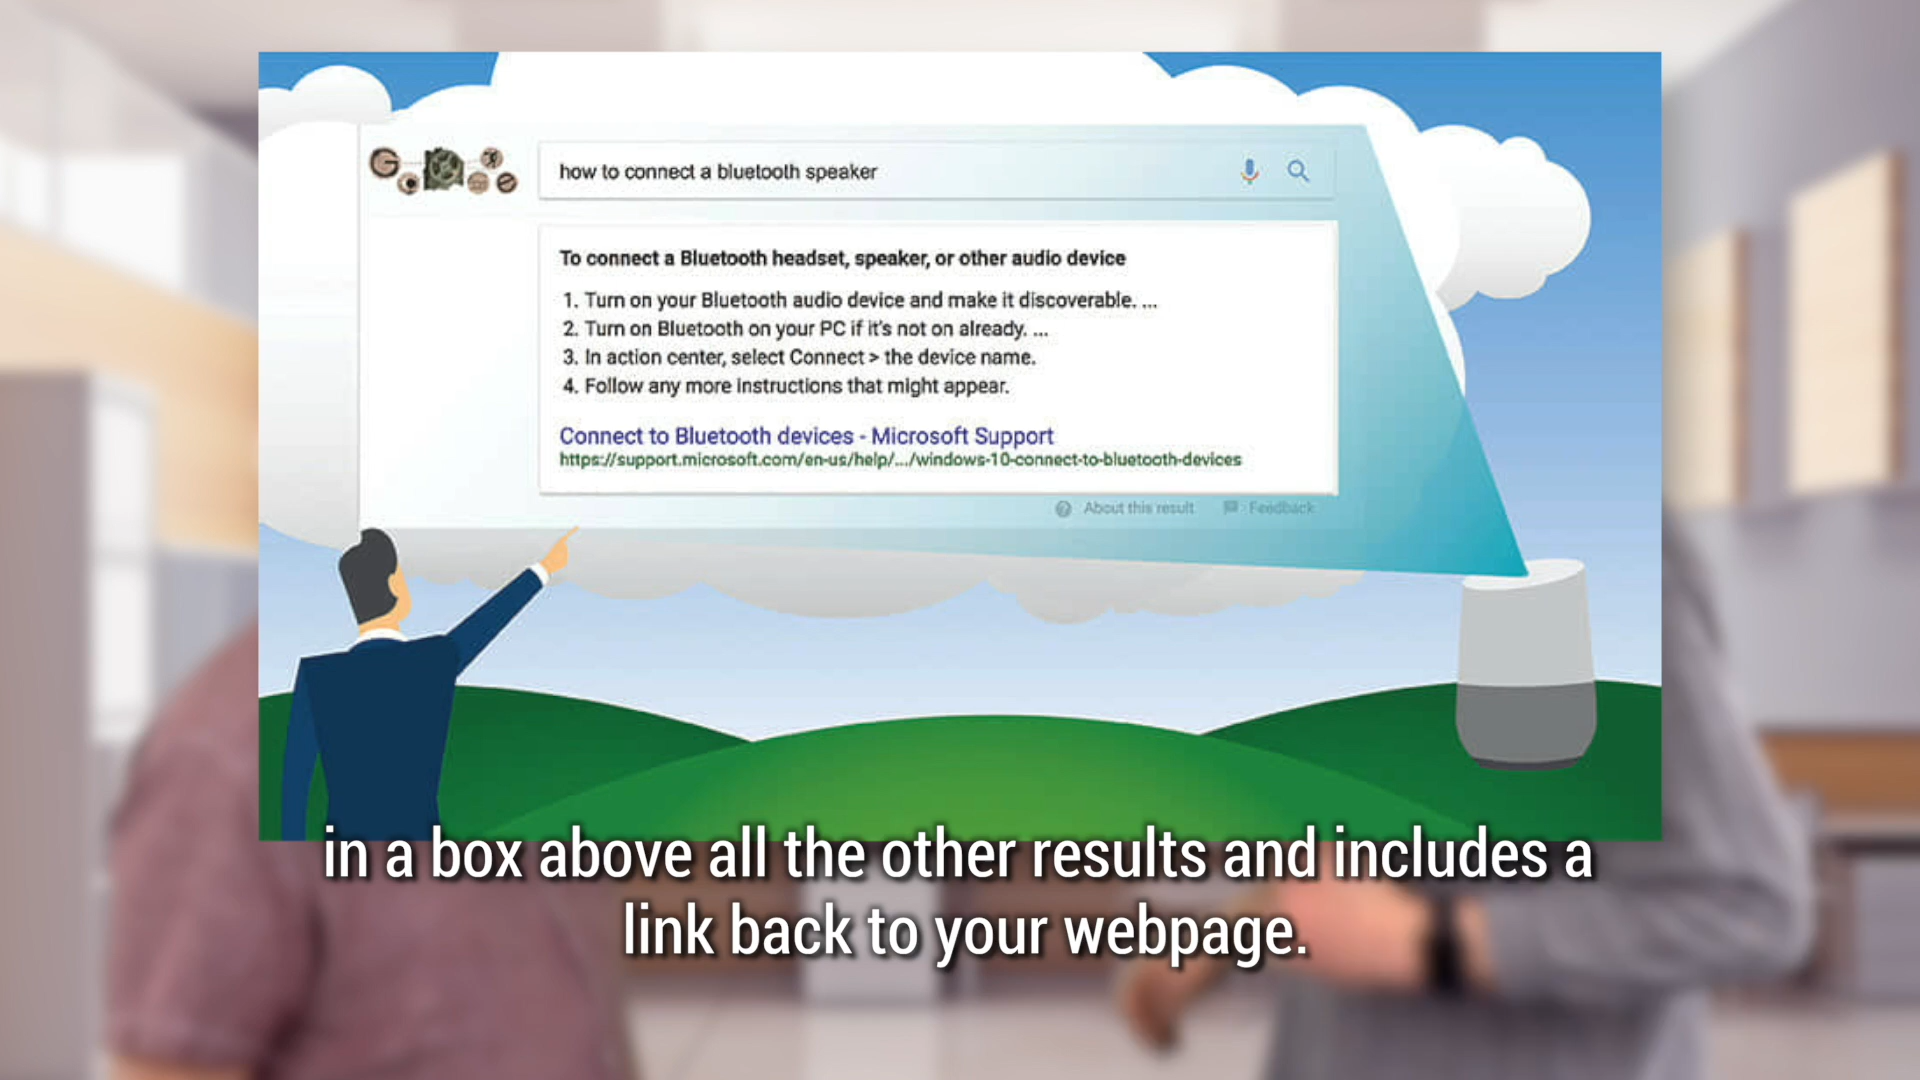 how to connect a bluetooth speaker
To connect a Bluetooth headset, speaker, or other audio device
1. Turn on your Bluetooth audio device and make it discoverable. ...
2. Turn on Bluetooth on your PC if it's not on already. ...
3. In action center, select Connect > the device name.
4. Follow any more instructions that might appear.
Connect to Bluetooth devices - Microsoft Support
https://support.microsoft.com/en-us/help/.../windows-10-connect-to-bluetooth-devices
About this result Feedback
in a box above all the other results and includes a
link back to your webpage.